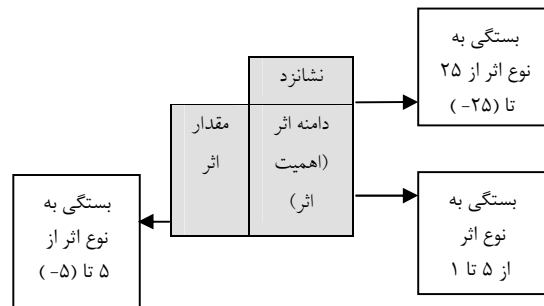 بستگی به
نوع اثر از ۲۵
تا (۲۵-)
نشانزد
دامنه اثر
(اهمیت
اثر)
مقدار
اثر
بستگی به
نوع اثر
از ۵ تا ۱
بستگی به
نوع اثر از
۵ تا (۵-)